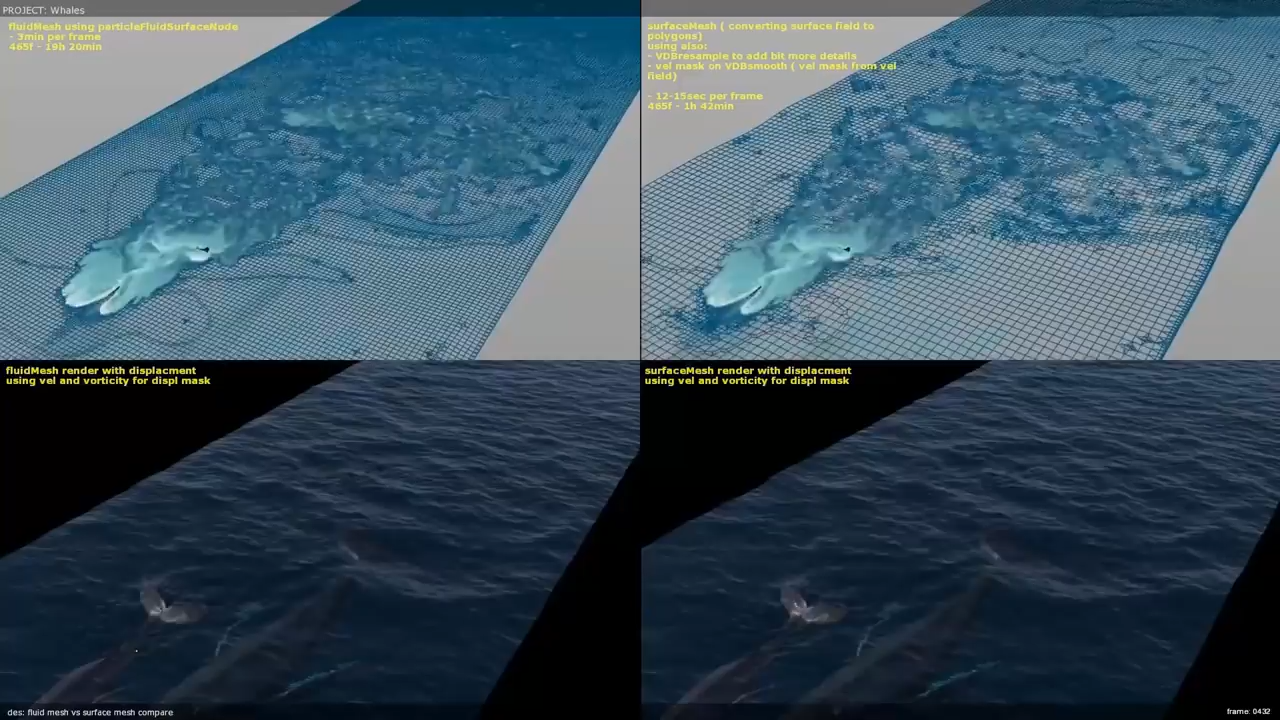 PROJECT: Whales
fluidMesh using particleFluidSurfaceNode
- 3min per frame
465f - 19h 20min
surfaceMesh ( converting surface field to
polygons)
using also:
- VDBresample to add bit more details
- vel mask on VDBsmooth ( vel mask from vel
field)
- 12-15sec per frame
465f - 1h 42min
fluidMesh render with displacment
using vel and vorticity for displ mask
surfaceMesh render with displacment
using vel and vorticity for displ mask
des: fluid mesh vs surface mesh compare
frame: 0432